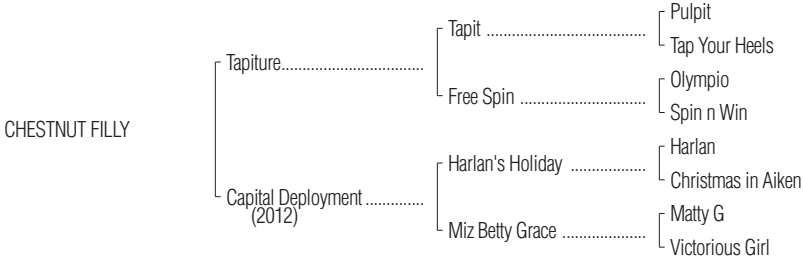 Pulpit
Tapit ....................................
Tap Your Heels
Tapiture................................
Olympio
Free Spin ............................
Spin n Win
CHESTNUT FILLY
Harlan
Harlan's Holiday .................
Christmas in Aiken
Capital Deployment .............
(2012)
Matty G
Miz Betty Grace ...................
Victorious Girl